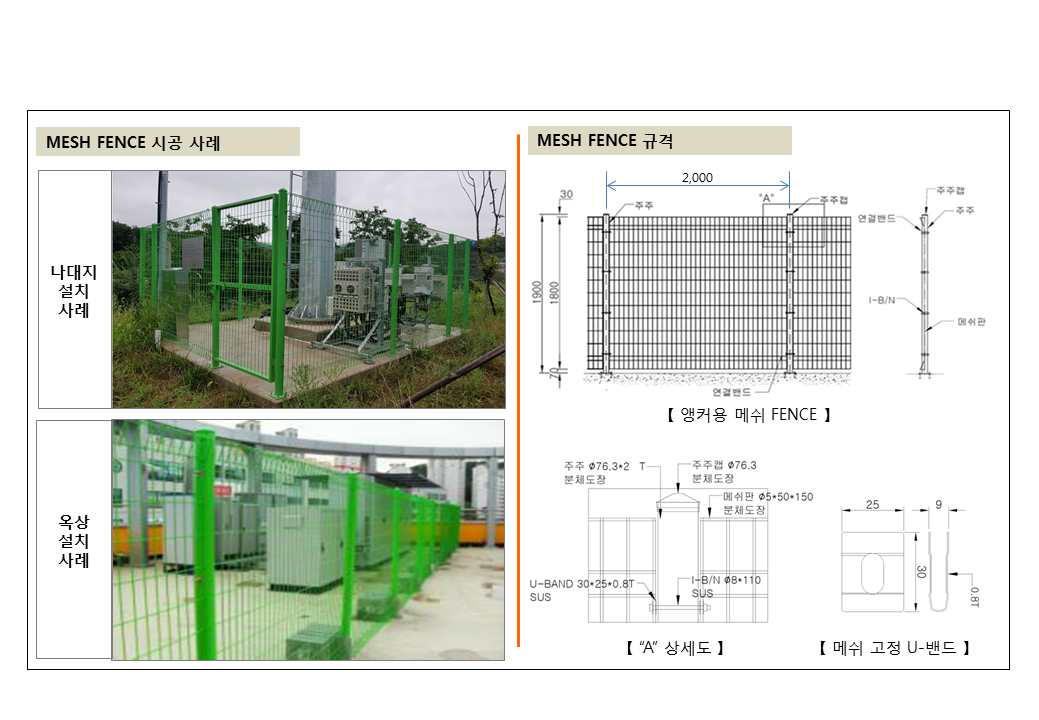 MESH FENCE 시공 사례
나대지
설치
사례
옥상
설치
사례
MESH FENCE 규격
2,000
30
"A"
주주
주주캡
1900
1800
70
연결밴드
주주캡
연결밴드
주주
I-B/N
메쉬판
【 앵커용 메쉬 FENCE 】
주주 Ø76.3*2 T
분체도장
주주캡 Ø76.3
분체도장
메쉬판 Ø5*50*150
분체도장
U-BAND 30*25*0.8T
SUS
I-B/N Ø8*110
SUS
【 “A” 상세도 】
25
9
30
0.8T
【 메쉬 고정 U-밴드 】